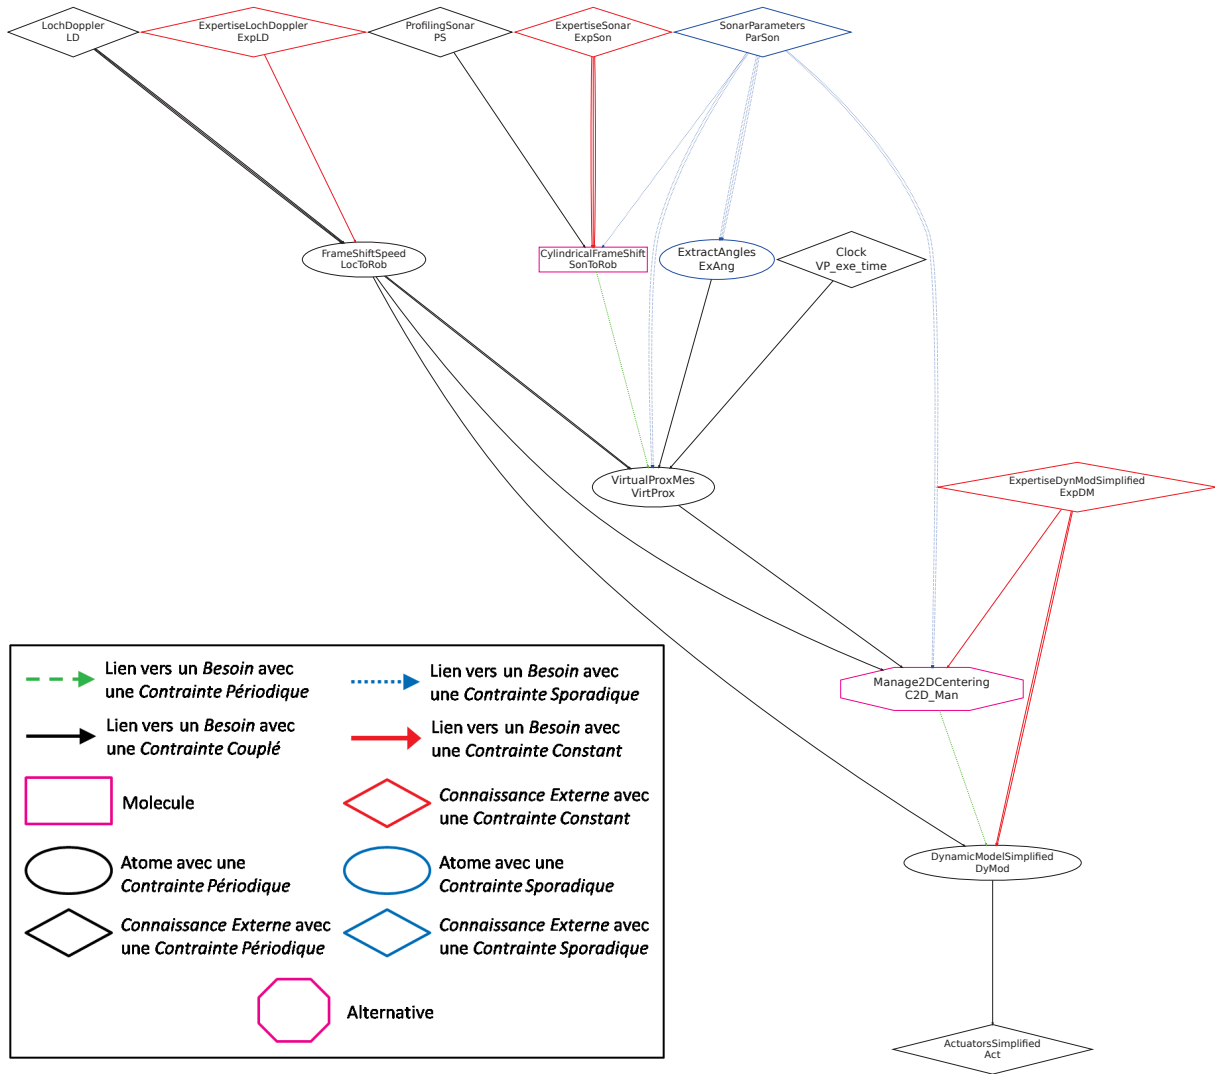 LochDoppler
LD
ExpertiseLochDoppler
ExpLD
ProfilingSonar
PS
ExpertiseSonar
ExpSon
SonarParameters
ParSon
FrameShiftSpeed
LocToRob
CylindricalFrameShift
SonToRob
ExtractAngles
ExAng
Clock
VP_exe_time
VirtualProxMes
VirtProx
ExpertiseDynModSimplified
ExpDM
Manage2DCentering
C2D_Man
DynamicModelSimplified
DyMod
ActuatorsSimplified
Act
Lien vers un Besoin avec
une Contrainte Périodique
Lien vers un Besoin avec
une Contrainte Sporadique
Lien vers un Besoin avec
une Contrainte Couplé
Lien vers un Besoin avec
une Contrainte Constant
Molecule
Connaissance Externe avec
une Contrainte Constant
Atome avec une
Contrainte Périodique
Atome avec une
Contrainte Sporadique
Connaissance Externe avec
une Contrainte Périodique
Connaissance Externe avec
une Contrainte Sporadique
Alternative